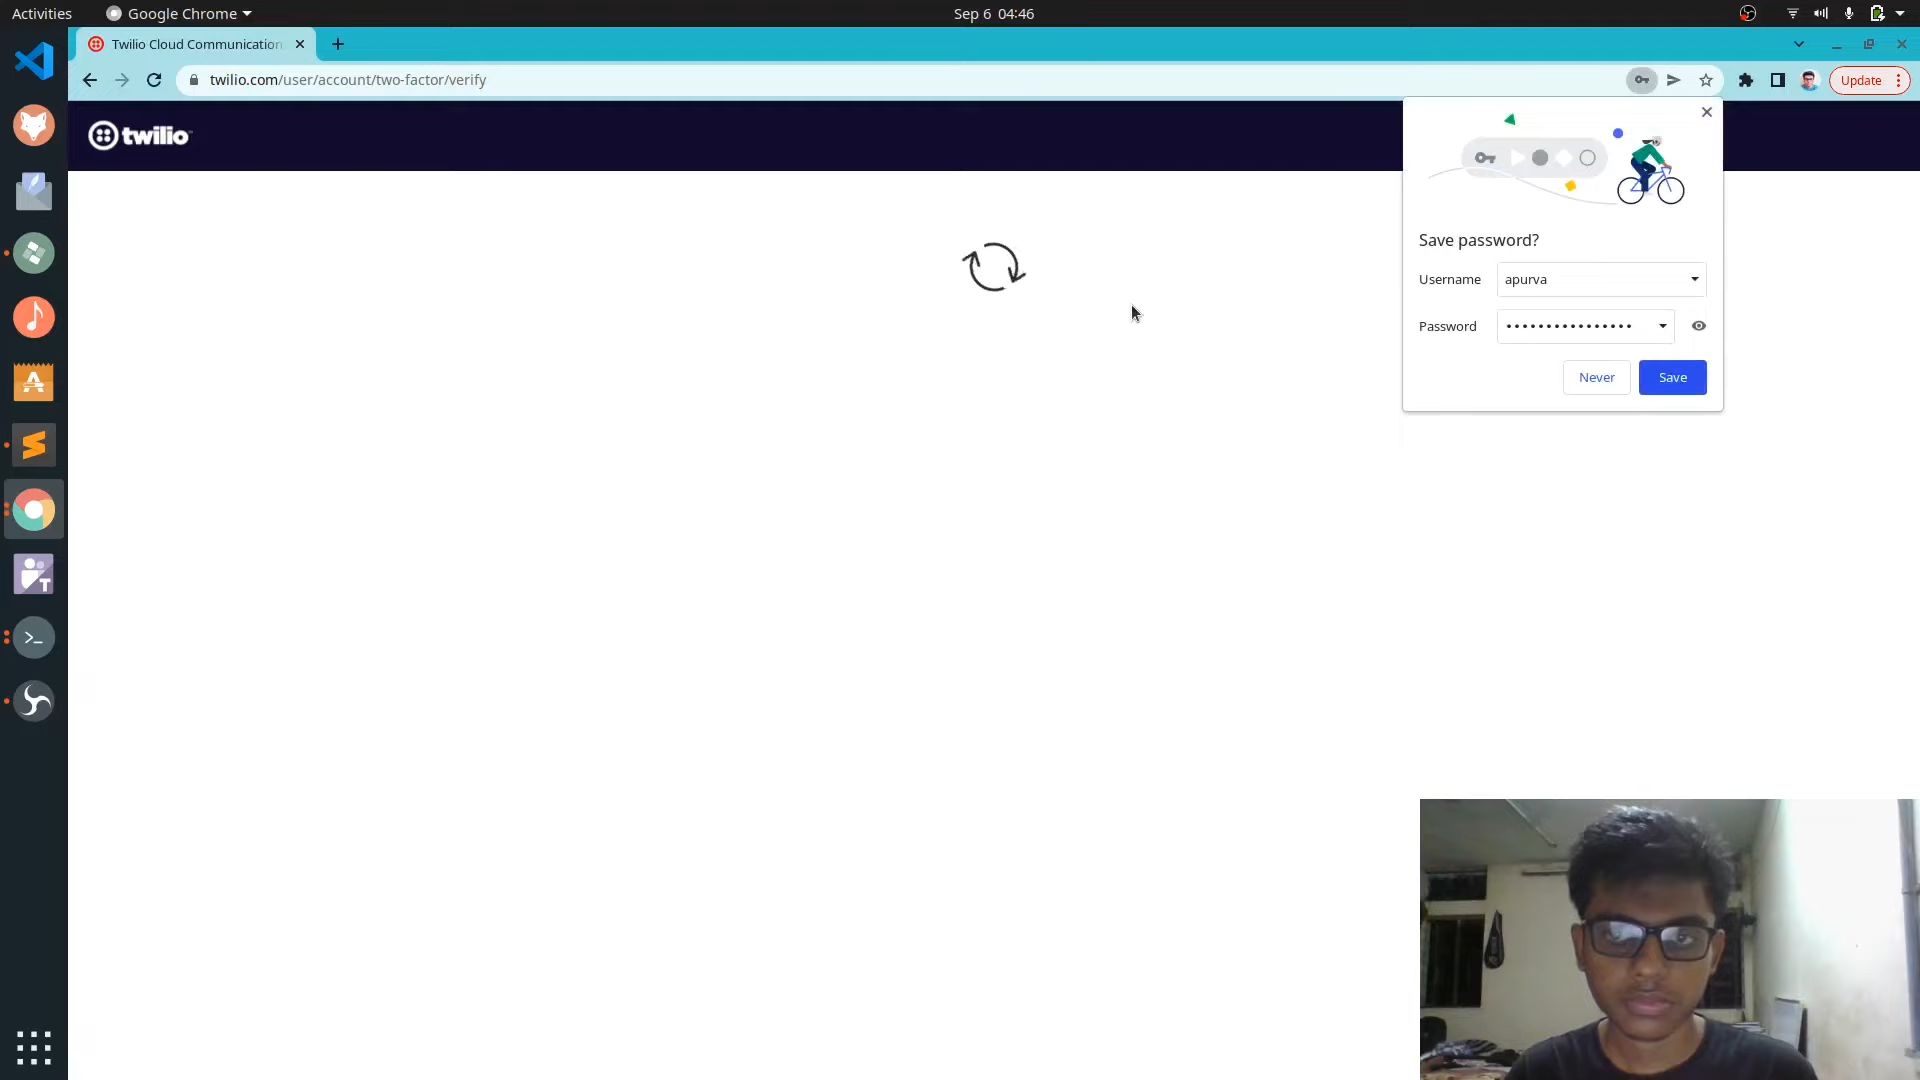 Activities
Google Chrome
Sep 6 04:46
Twilio Cloud Communication
twilio.com/user/account/two-factor/verify
Update
twilio
Save password?
Username
apurva
Password
••••••••••••••••
Never
Save